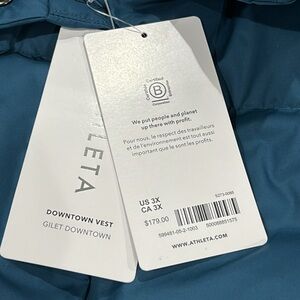 ATHLETA
DOWNTOWN VEST
GILET DOWNTOWN
Certified
B
Corporation
We put people and planet
up there with profit.
Pour nous, le respect des travailleurs
et de l'environnement est tout aussi
important que le sont les profits.
US 3X
CA 3X
$179.00
WWW.ATHLETA.COM